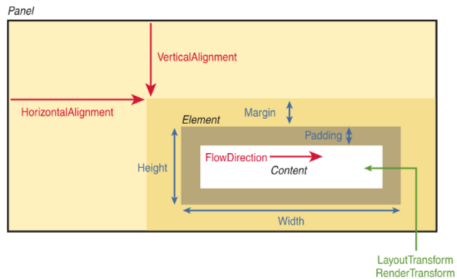 Panel
VerticalAlignment
HorizontalAlignment
Margin
Element
Padding
FlowDirection
Height
Content
Width
LayoutTransform
RenderTransform